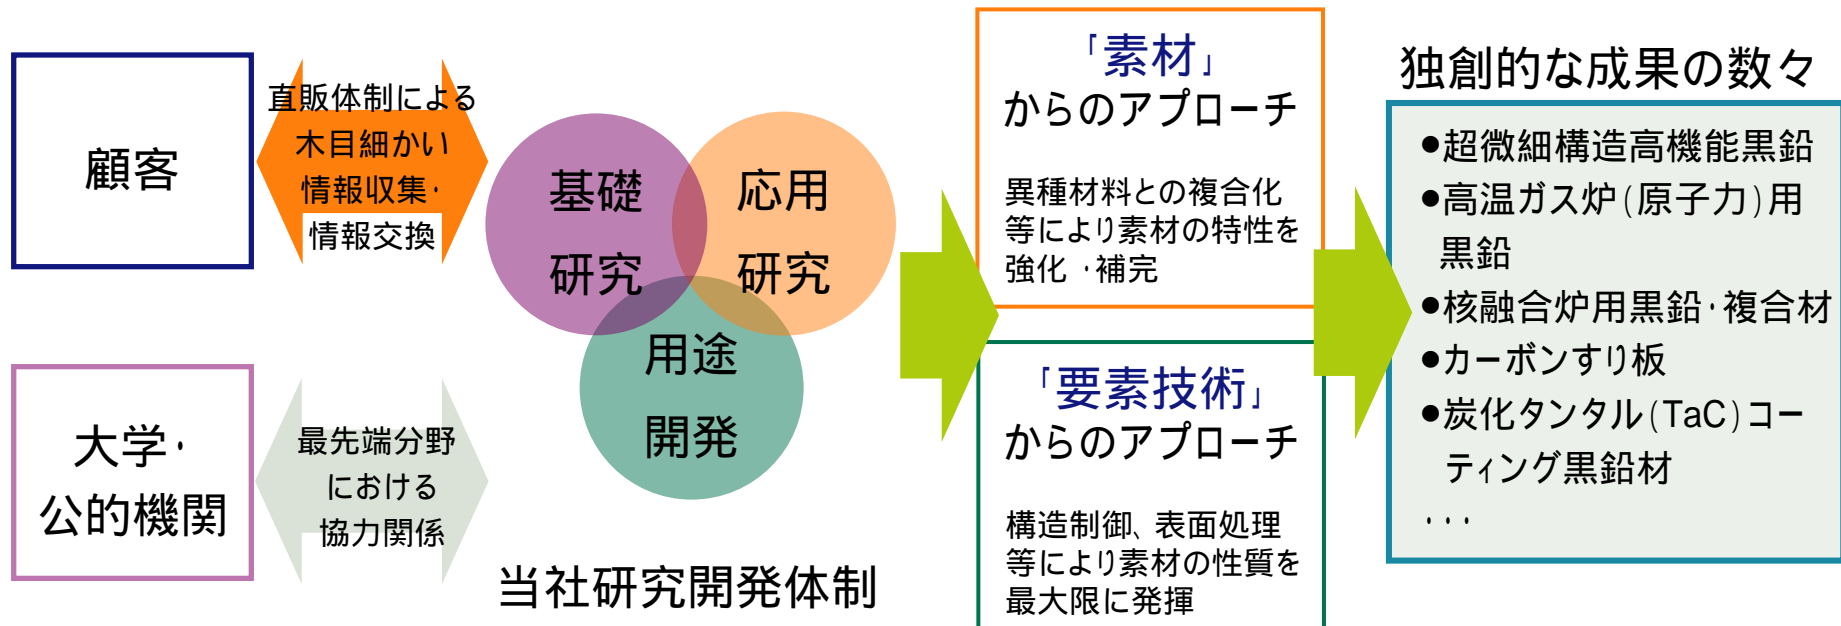 顧客
直販体制による
木目細かい
情報収集・
情報交換
大学・
公的機関
最先端分野
における
協力関係
基礎
研究
応用
研究
用途
開発
当社研究開発体制
「素材」
からのアプローチ
異種材料との複合化
等により素材の特性を
強化・補完
「要素技術」
からのアプローチ
構造制御、表面処理
等により素材の性質を
最大限に発揮
独創的な成果の数々
●超微細構造高機能黒鉛
●高温ガス炉(原子力)用
黒鉛
●核融合炉用黒鉛・複合材
●カーボンすり板
●炭化タンタル(TaC)コー
ティング黒鉛材
・・・